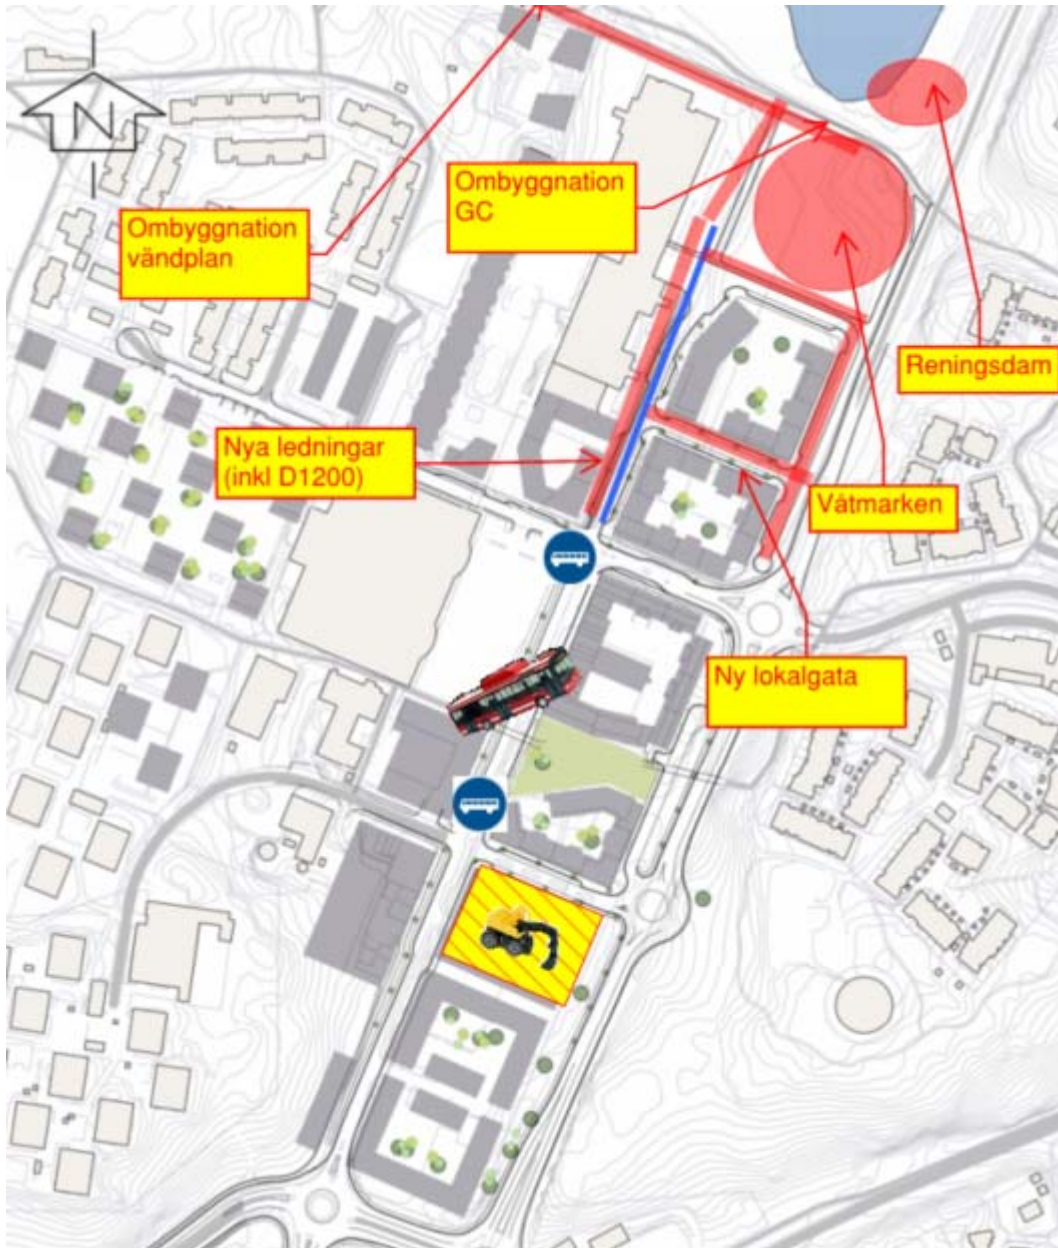 N
Ombyggnation
GC
Ombyggnation
vändplan
Reningsdam
Nya ledningar
(inkl D1200)
Våtmarken
Ny lokalgata